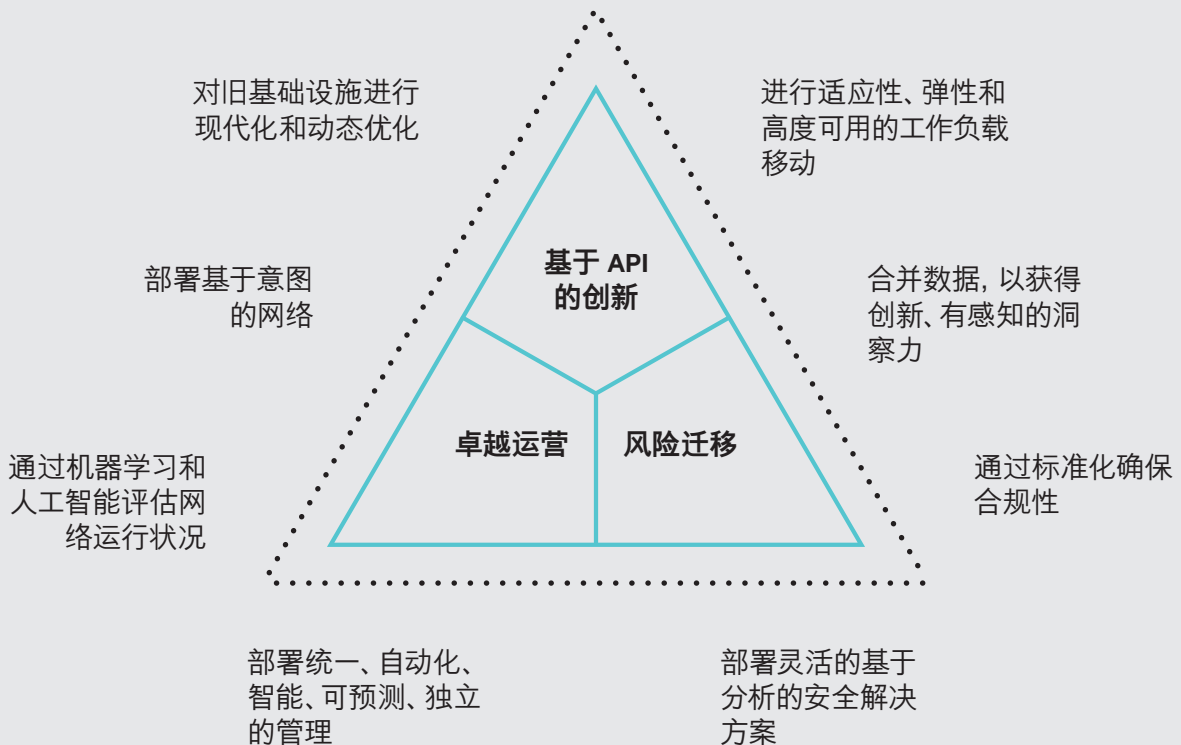 对旧基础设施进行
现代化和动态优化
进行适应性、弹性和
高度可用的工作负载
移动
部署基于意图
的网络
基于 API
的创新
合并数据, 以获得
创新、有感知的洞
察力
通过机器学习和
人工智能评估网
络运行状况
卓越运营
风险迁移
通过标准化确保
合规性
部署统一、自动化、
智能、可预测、独立
的管理
部署灵活的基于
分析的安全解决
方案